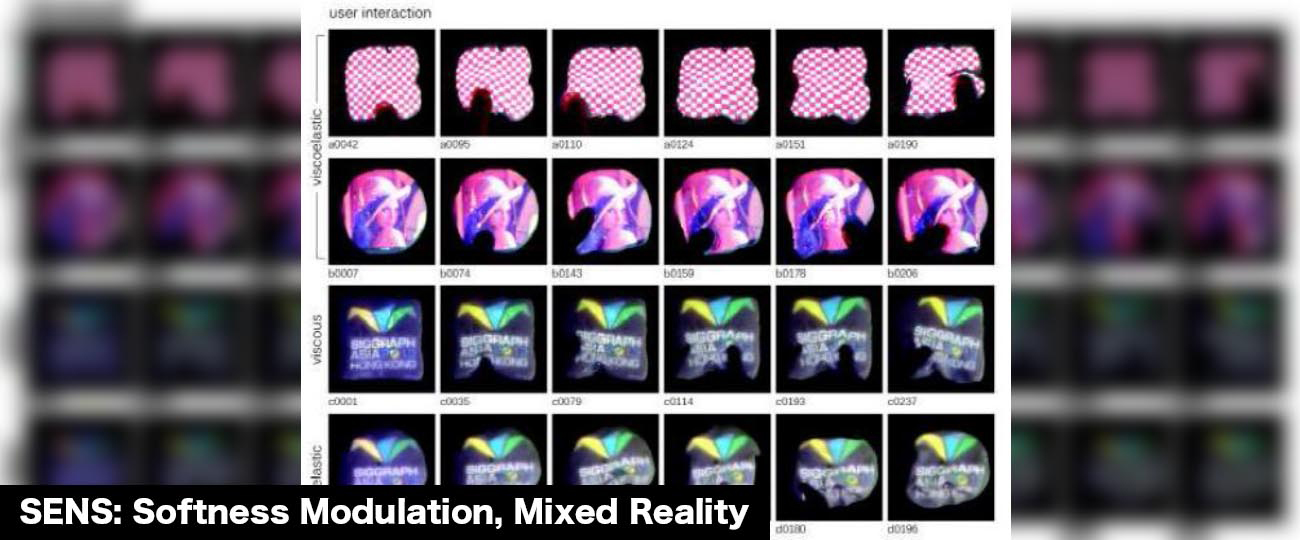 user interaction
viscoelastic
a0042 a0095 a0110 a0124 a0151 a0190
b0007 b0074 b0143 b0159 b0178 b0206
viscous
SIGGRAPH
ASIA
HONG KONG
c0001 c0035 c0079 c0114 c0193 c0237
elastic
SIGGRAPH
ASIA
d0180 d0196
SENS: Softness Modulation, Mixed Reality